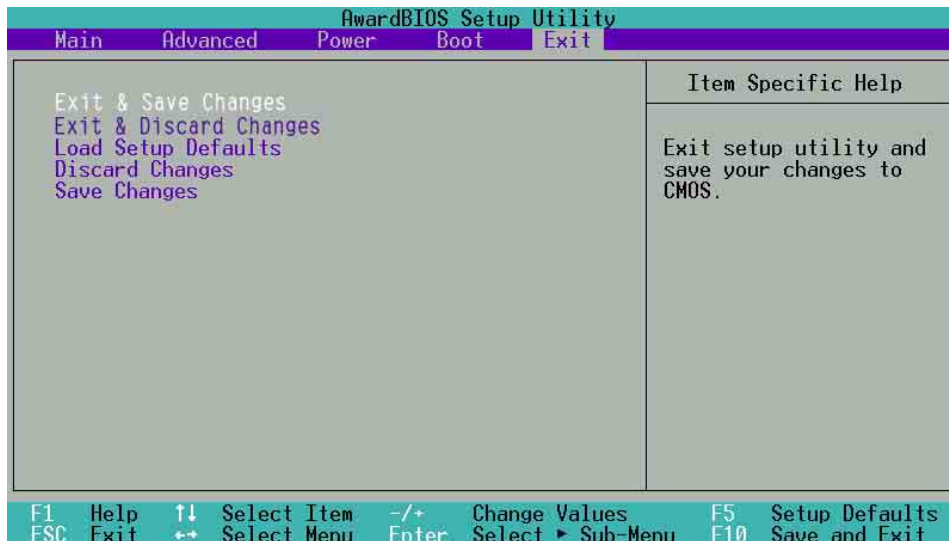 AwardBIOS Setup Utility
Main Advanced Power Boot Exit
Exit & Save Changes
Exit & Discard Changes
Load Setup Defaults
Discard Changes
Save Changes
Item Specific Help
Exit setup utility and
save your changes to
CMOS.
F1 Help ↑↓ Select Item -/+ Change Values F5 Setup Defaults
ESC Exit ←→ Select Menu Enter Select ► Sub-Menu F10 Save and Exit